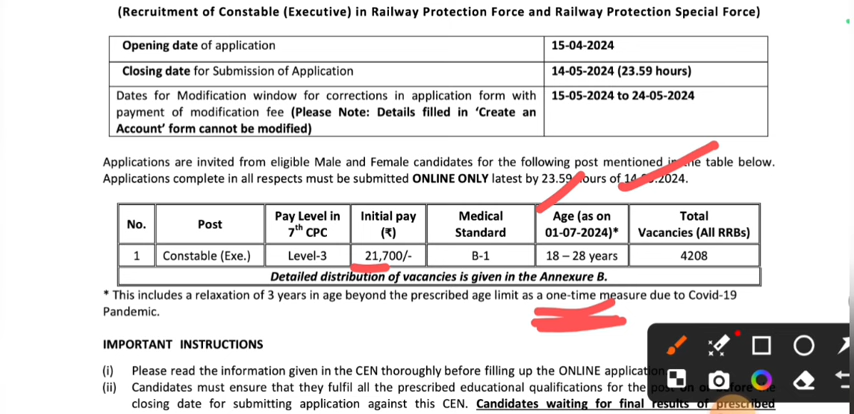 (Recruitment of Constable (Executive) in Railway Protection Force and Railway Protection Special Force)
Opening date of application 15-04-2024
Closing date for Submission of Application 14-05-2024 (23.59 hours)
Dates for Modification window for corrections in application form with 15-05-2024 to 24-05-2024
payment of modification fee (Please Note: Details filled in 'Create an
Account' form cannot be modified)
Applications are invited from eligible Male and Female candidates for the following post mentioned in the table below.
Applications complete in all respects must be submitted ONLINE ONLY latest by 23.59 hours of 14-05.2024.
No. Post Pay Level in 7th CPC Initial pay (₹) Medical Standard Age (as on 01-07-2024)* Total Vacancies (All RRBs)
1 Constable (Exe.) Level-3 21,700/- B-1 18 – 28 years 4208
Detailed distribution of vacancies is given in the Annexure B.
* This includes a relaxation of 3 years in age beyond the prescribed age limit as a one-time measure due to Covid-19
Pandemic.
IMPORTANT INSTRUCTIONS
(i) Please read the information given in the CEN thoroughly before filling up the ONLINE applicat
(ii) Candidates must ensure that they fulfil all the prescribed educational qualifications for the
closing date for submitting application against this CEN. Candidates waiting for final results of prescribed